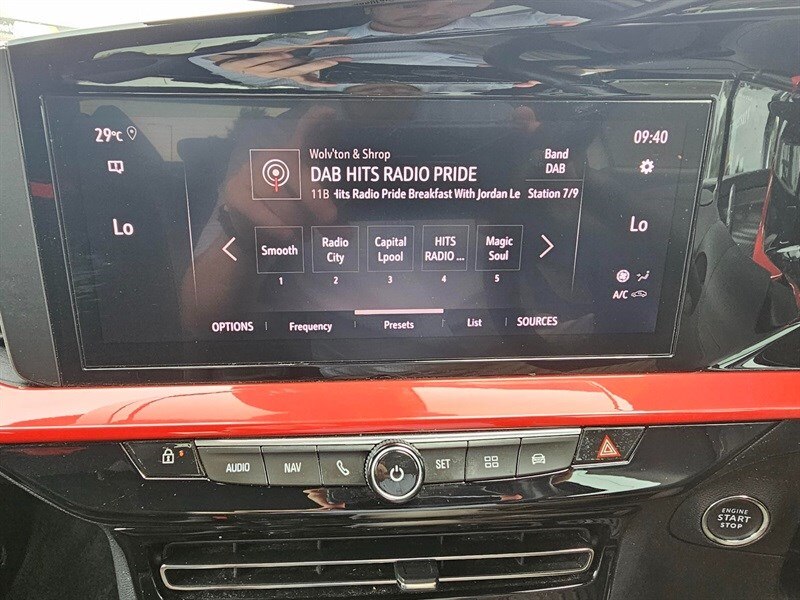 29°C
09:40
Wolv'ton & Shrop
DAB HITS RADIO PRIDE
11B Hits Radio Pride Breakfast With Jordan Le
Band
DAB
Station 7/9
Lo
Lo
Smooth
Radio
City
Capital
Lpool
HITS
RADIO ...
Magic
Soul
1
2
3
4
5
A/C
OPTIONS
Frequency
Presets
List
SOURCES
AUDIO
NAV
SET
ENGINE
START
STOP